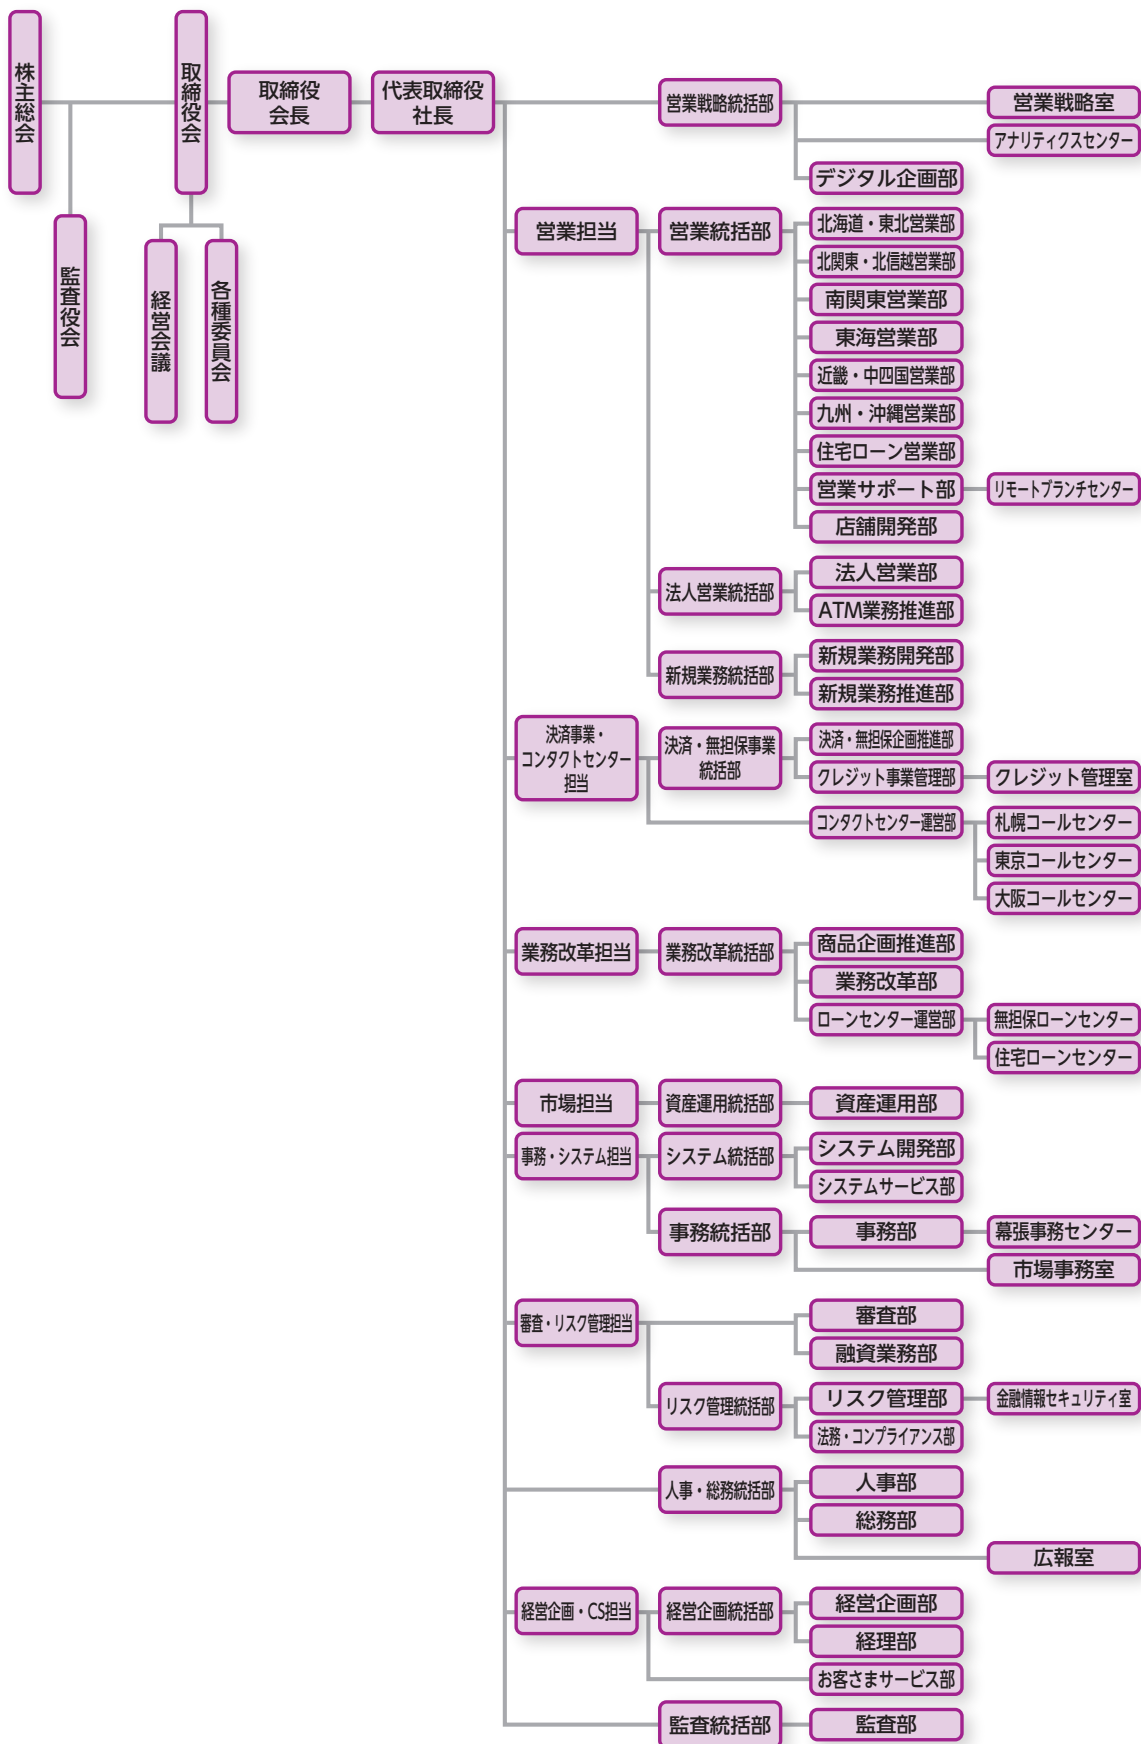 株主総会
監査役会
取締役会
経営会議
各種委員会
取締役
会長
代表取締役
社長
営業戦略統括部
営業戦略室
アナリティクスセンター
デジタル企画部
営業担当
営業統括部
北海道・東北営業部
北関東・北信越営業部
南関東営業部
東海営業部
近畿・中四国営業部
九州・沖縄営業部
住宅ローン営業部
営業サポート部
リモートブランチセンター
店舗開発部
法人営業統括部
法人営業部
ATM業務推進部
新規業務統括部
新規業務開発部
新規業務推進部
決済事業・
コンタクトセンター
担当
決済・無担保事業
統括部
決済・無担保企画推進部
クレジット事業管理部
クレジット管理室
コンタクトセンター運営部
札幌コールセンター
東京コールセンター
大阪コールセンター
業務改革担当
業務改革統括部
商品企画推進部
業務改革部
ローンセンター運営部
無担保ローンセンター
住宅ローンセンター
市場担当
資産運用統括部
資産運用部
事務・システム担当
システム統括部
システム開発部
システムサービス部
事務統括部
事務部
幕張事務センター
市場事務室
審査・リスク管理担当
審査部
融資業務部
リスク管理統括部
リスク管理部
金融情報セキュリティ室
法務・コンプライアンス部
人事・総務統括部
人事部
総務部
広報室
経営企画・CS担当
経営企画統括部
経営企画部
経理部
お客さまサービス部
監査統括部
監査部